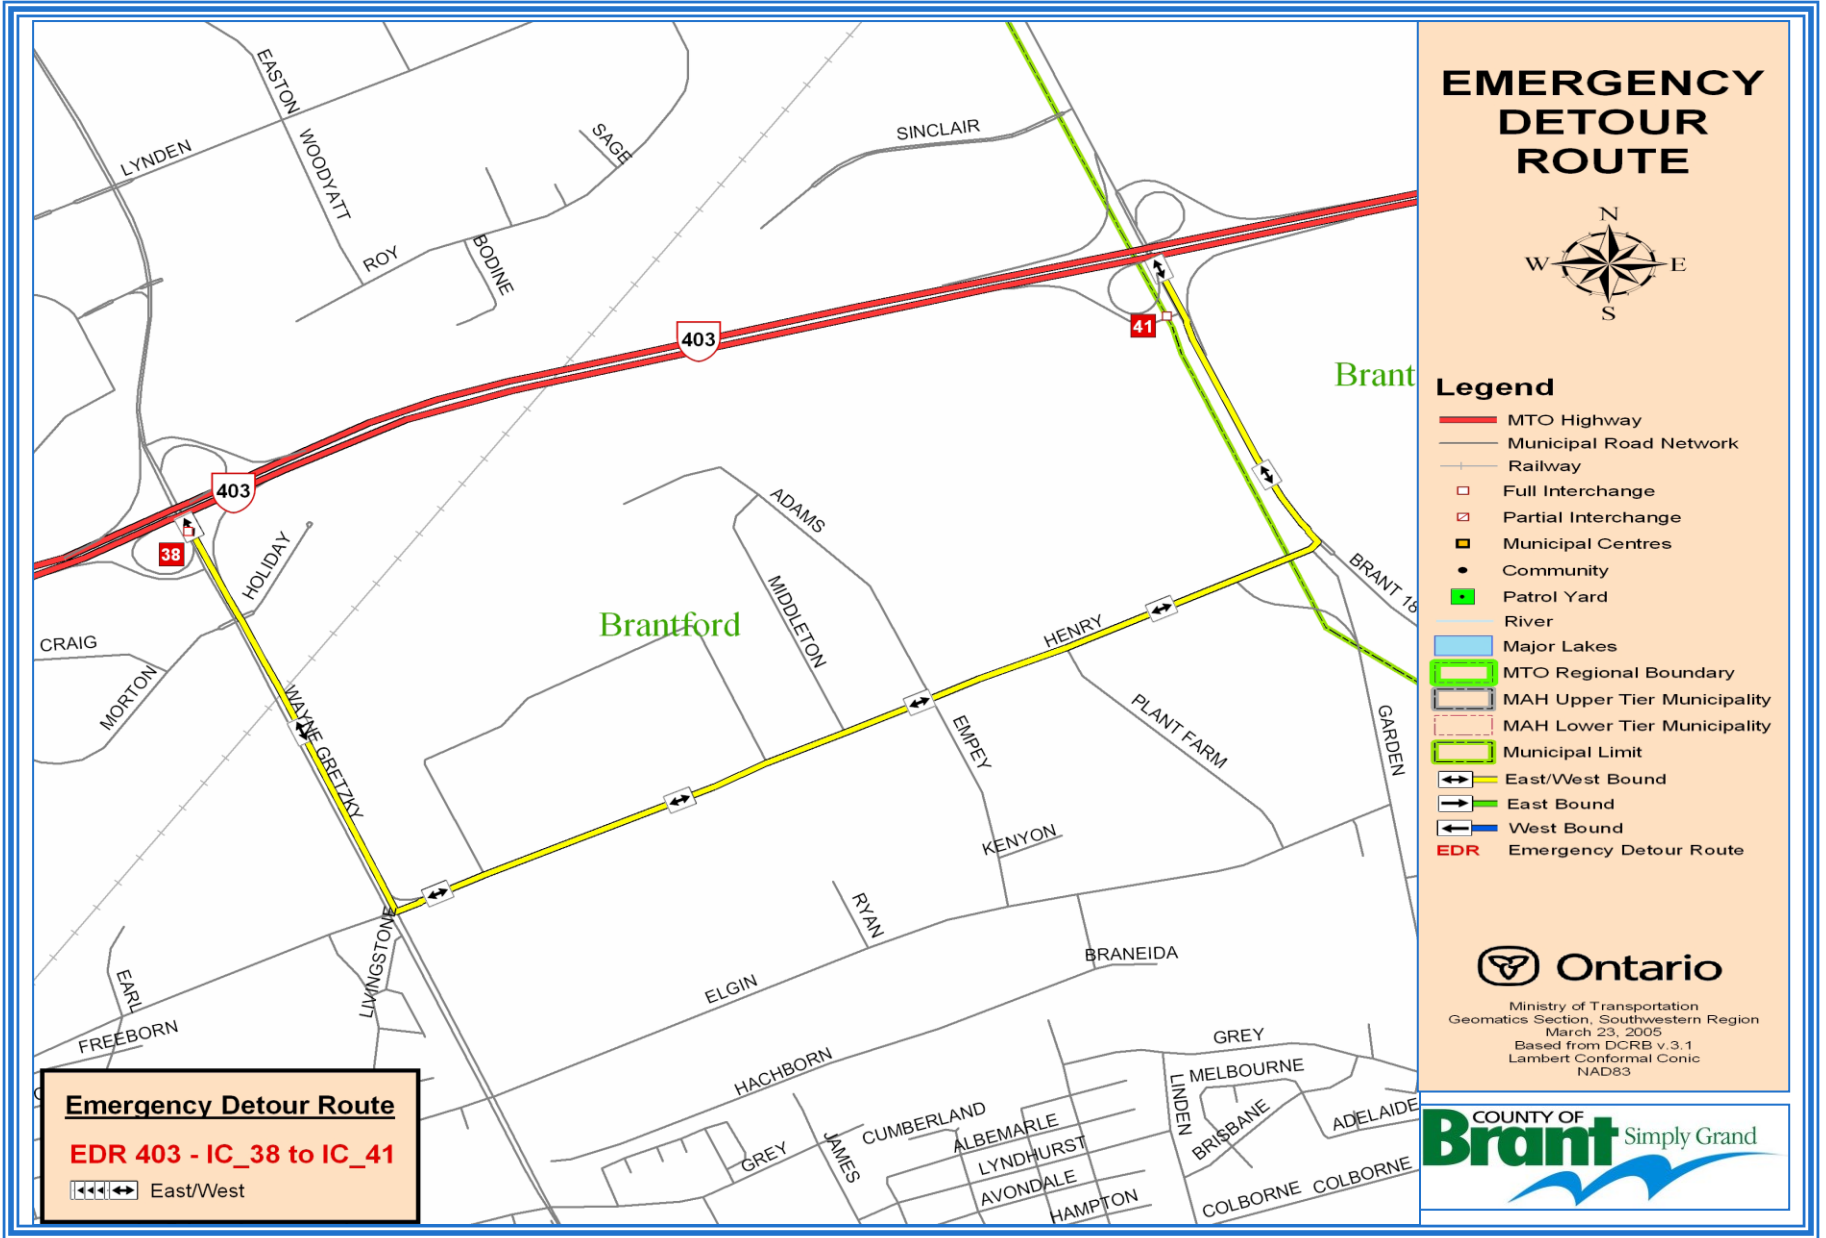 EASTON
LYNDEN
WOODYATT
SAGE
ROY
BODINE
SINCLAIR
403
41
Brant
403
38
HOLIDAY
CRAIG
MORTON
WAYNE GRETZKY
Brantford
ADAMS
MIDDLETON
HENRY
BRANT 18
EMPEY
PLANT FARM
GARDEN
KENYON
RYAN
LIVINGSTONE
BRANEIDA
ELGIN
EARL
FREEBORN
HACHBORN
GREY
MELBOURNE
LINDEN
BRISBANE
ADELAIDE
CUMBERLAND
ALBEMARLE
LYNDHURST
AVONDALE
HAMPTON
JAMES
GREY
COLBORNE
COLBORNE
Emergency Detour Route
EDR 403 - IC_38 to IC_41
East/West
EMERGENCY
DETOUR
ROUTE
N
W E
S
Legend
MTO Highway
Municipal Road Network
Railway
Full Interchange
Partial Interchange
Municipal Centres
Community
Patrol Yard
River
Major Lakes
MTO Regional Boundary
MAH Upper Tier Municipality
MAH Lower Tier Municipality
Municipal Limit
East/West Bound
East Bound
West Bound
EDR Emergency Detour Route
Ontario
Ministry of Transportation
Geomatics Section, Southwestern Region
March 23, 2005
Based from DCRB v.3.1
Lambert Conformal Conic
NAD83
COUNTY OF
Brant Simply Grand